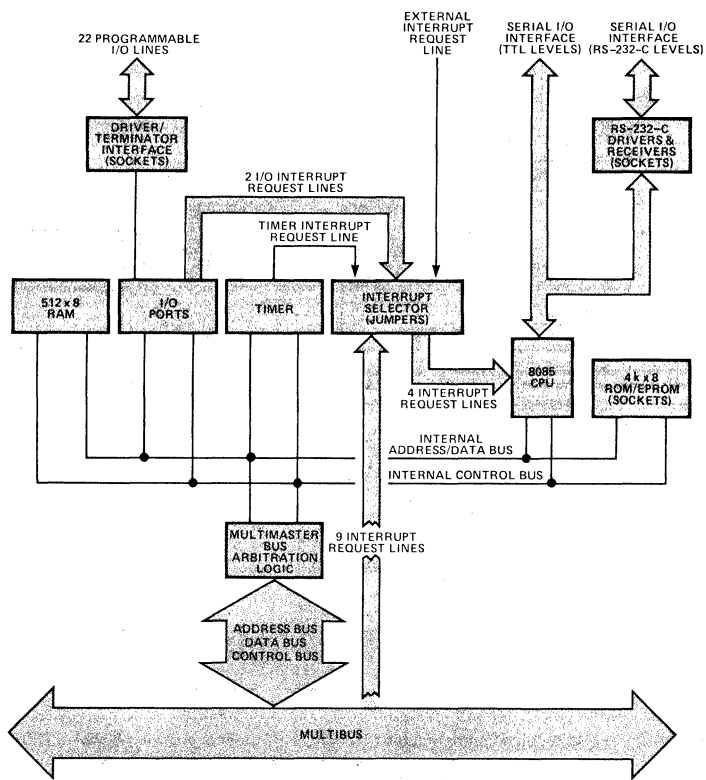 22 PROGRAMMABLE
I/O LINES
EXTERNAL
INTERRUPT
REQUEST
LINE
SERIAL I/O
INTERFACE
(TTL LEVELS)
SERIAL I/O
INTERFACE
(RS-232-C LEVELS)
DRIVER/
TERMINATOR
INTERFACE
(SOCKETS)
RS-232-C
DRIVERS &
RECEIVERS
(SOCKETS)
2 I/O INTERRUPT
REQUEST LINES
TIMER INTERRUPT
REQUEST LINE
512 x 8
RAM
I/O
PORTS
TIMER
INTERRUPT
SELECTOR
(JUMPERS)
8085
CPU
4k x 8
ROM/EPROM
(SOCKETS)
4 INTERRUPT
REQUEST LINES
INTERNAL
ADDRESS/DATA BUS
INTERNAL CONTROL BUS
MULTIMASTER
BUS
ARBITRATION
LOGIC
9 INTERRUPT
REQUEST LINES
ADDRESS BUS
DATA BUS
CONTROL BUS
MULTIBUS